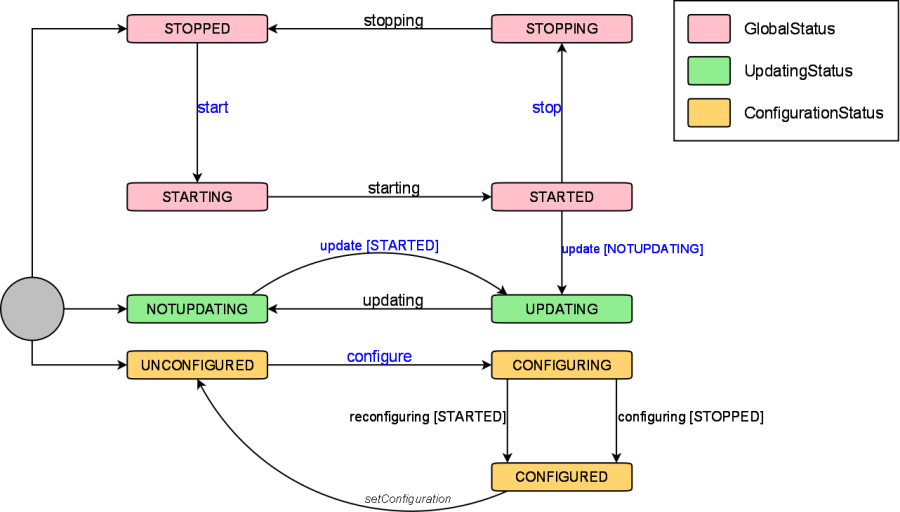 stopping
STOPPED
STOPPING
GlobalStatus
UpdatingStatus
start
stop
ConfigurationStatus
starting
STARTING
STARTED
update [STARTED]
update [NOTUPDATING]
updating
NOTUPDATING
UPDATING
configure
UNCONFIGURED
CONFIGURING
reconfiguring [STARTED]
configuring [STOPPED]
CONFIGURED
setConfiguration